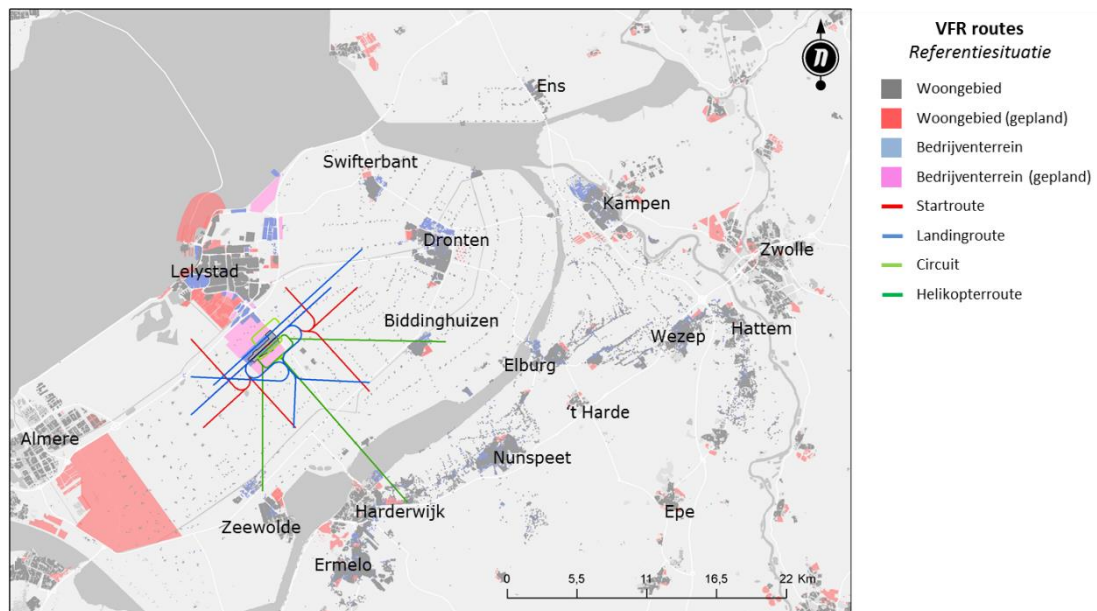 VFR routes
Referentiesituatie
Woongebied
Woongebied (gepland)
Bedrijventerrein
Bedrijventerrein (gepland)
Startroute
Landingroute
Circuit
Helikopterroute
Ens
Swifterbant
Kampen
Dronten
Zwolle
Lelystad
Biddinghuizen
Hattem
Wezep
Elburg
't Harde
Almere
Nunspeet
Harderwijk
Epe
Zeewolde
Ermelo
0 5,5 11 16,5 22 Km